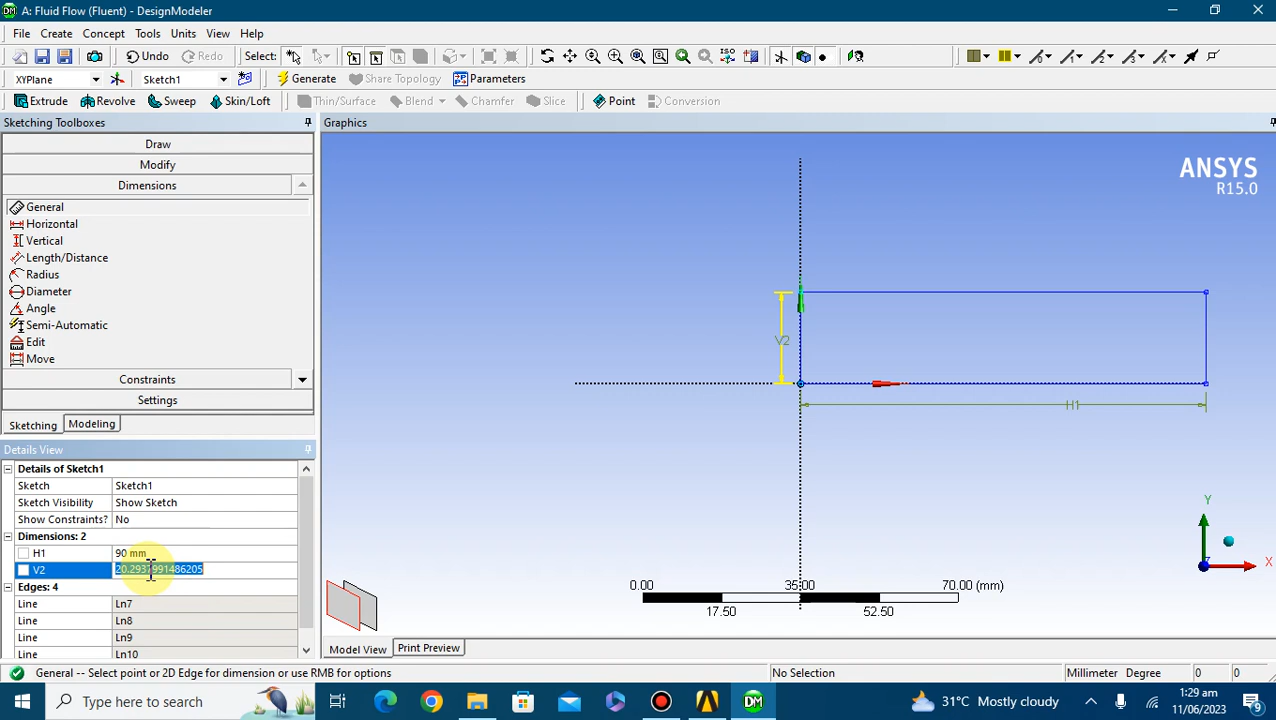 A: Fluid Flow (Fluent) - DesignModeler
File Create Concept Tools Units View Help
Undo Redo Select:
XYPlane Sketch1 Generate Share Topology Parameters
Extrude Revolve Sweep Skin/Loft Thin/Surface Blend Chamfer Slice Point Conversion
Sketching Toolboxes
Draw
Modify
Dimensions
General
Horizontal
Vertical
Length/Distance
Radius
Diameter
Angle
Semi-Automatic
Edit
Move
Constraints
Settings
Sketching Modeling
Details View
Details of Sketch1
Sketch Sketch1
Sketch Visibility Show Sketch
Show Constraints? No
Dimensions: 2
H1 90 mm
V2 20.2937991486205
Edges: 4
Line Ln7
Line Ln8
Line Ln9
Line Ln10
Graphics
ANSYS
R15.0
V2
H1
Y
X
0.00 35.00 70.00 (mm)
17.50 52.50
Model View Print Preview
General -- Select point or 2D Edge for dimension or use RMB for options No Selection Millimeter Degree 0 0
Type here to search 31°C Mostly cloudy 1:29 am
11/06/2023
9